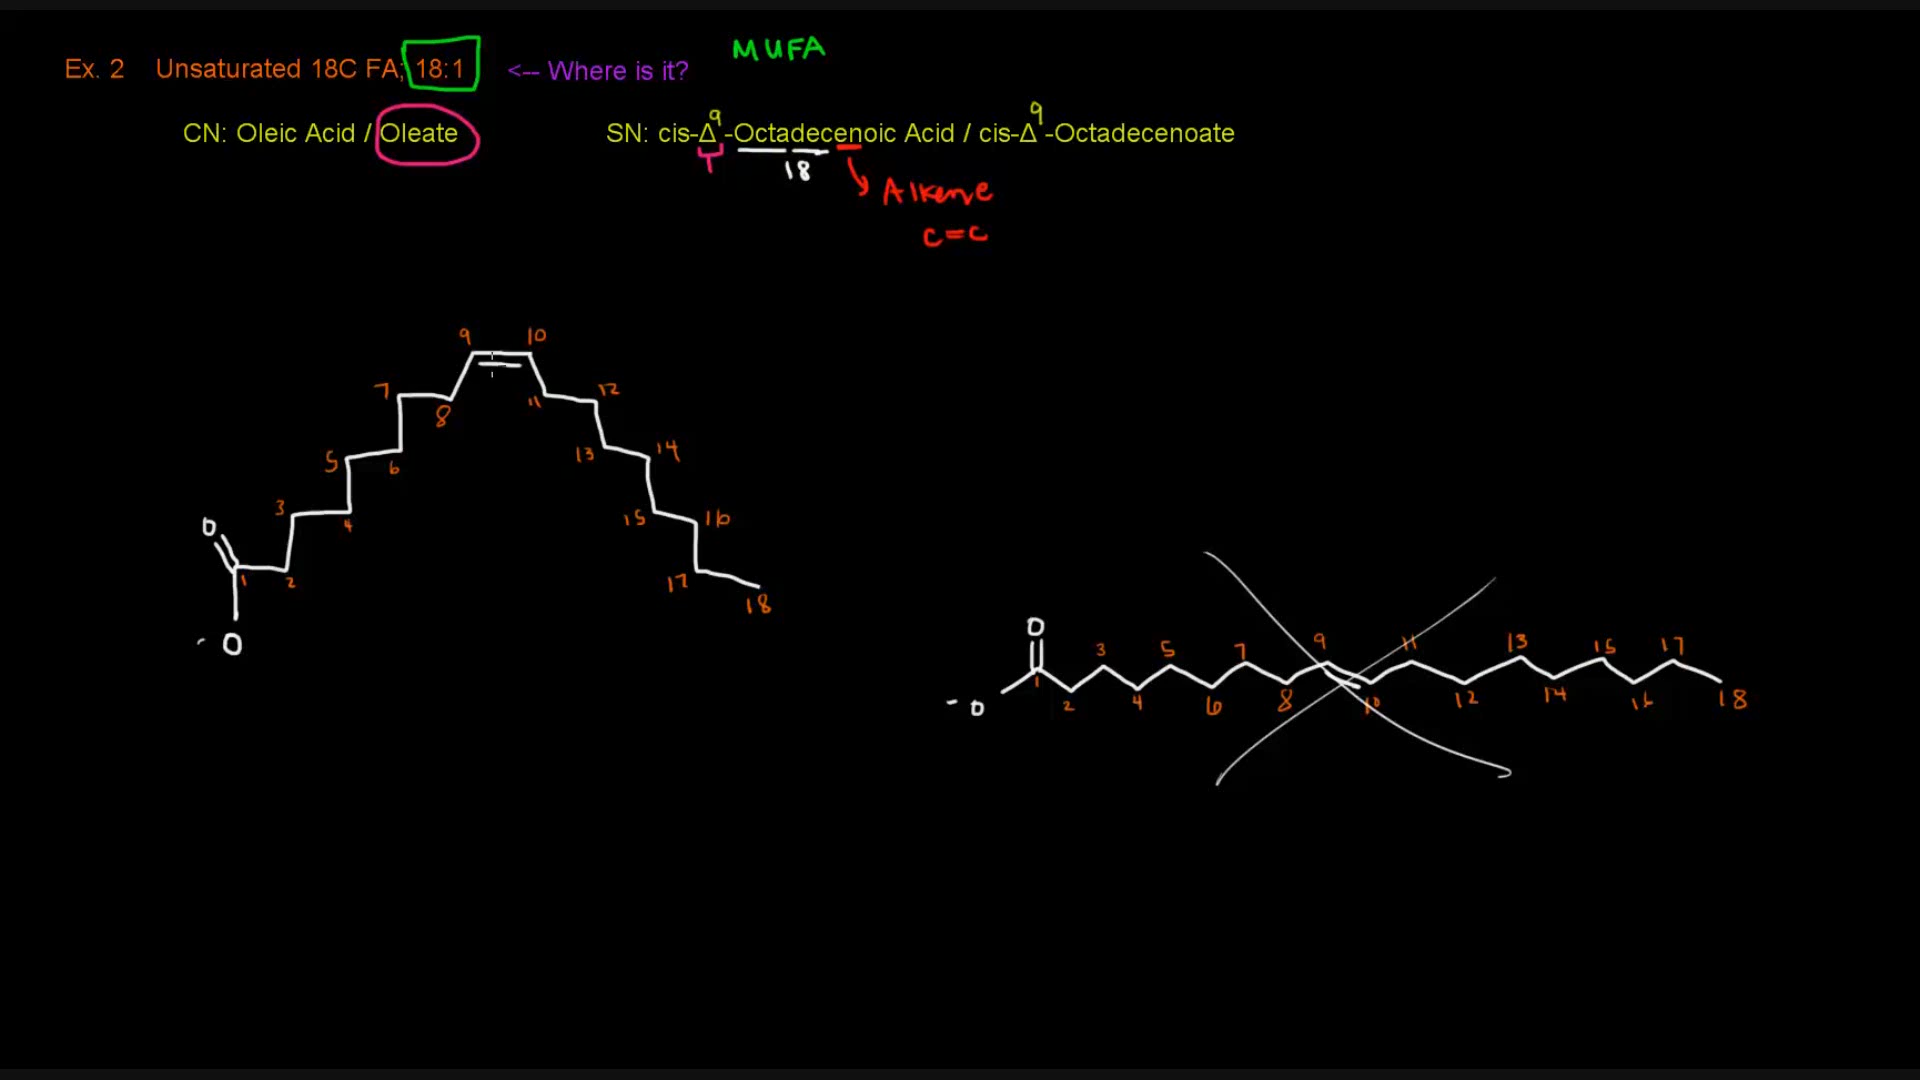 MUFA
Ex. 2 Unsaturated 18C FA; 18:1 <-- Where is it?
CN: Oleic Acid / Oleate SN: cis-Δ⁹-Octadecenoic Acid / cis-Δ⁹-Octadecenoate
18
Alkene
C=C
9 10
7 8 11 12
5 6 13 14
3 4 15 16
O 1 2 17 18
- O
O
3 5 7 9 11 13 15 17
1
- O 2 4 6 8 10 12 14 16 18